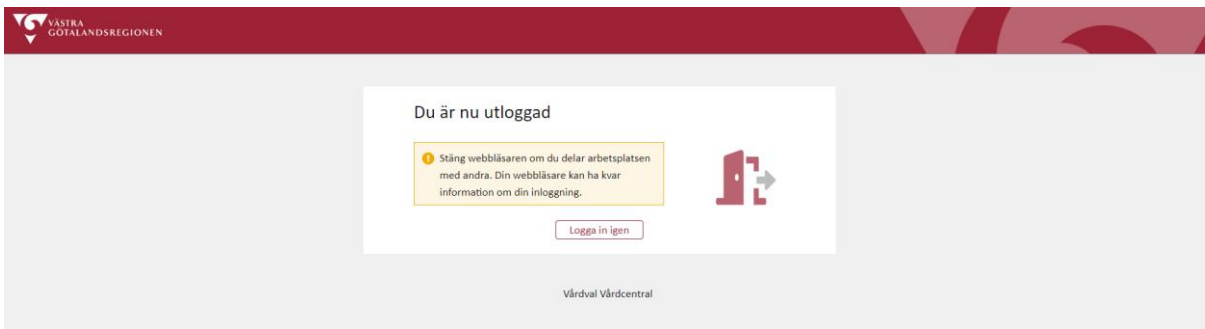 VÄSTRA
GÖTALANDSREGIONEN
Du är nu utloggad
Stäng webbläsaren om du delar arbetsplatsen
med andra. Din webbläsare kan ha kvar
information om din inloggning.
Logga in igen
Vårdval Vårdcentral